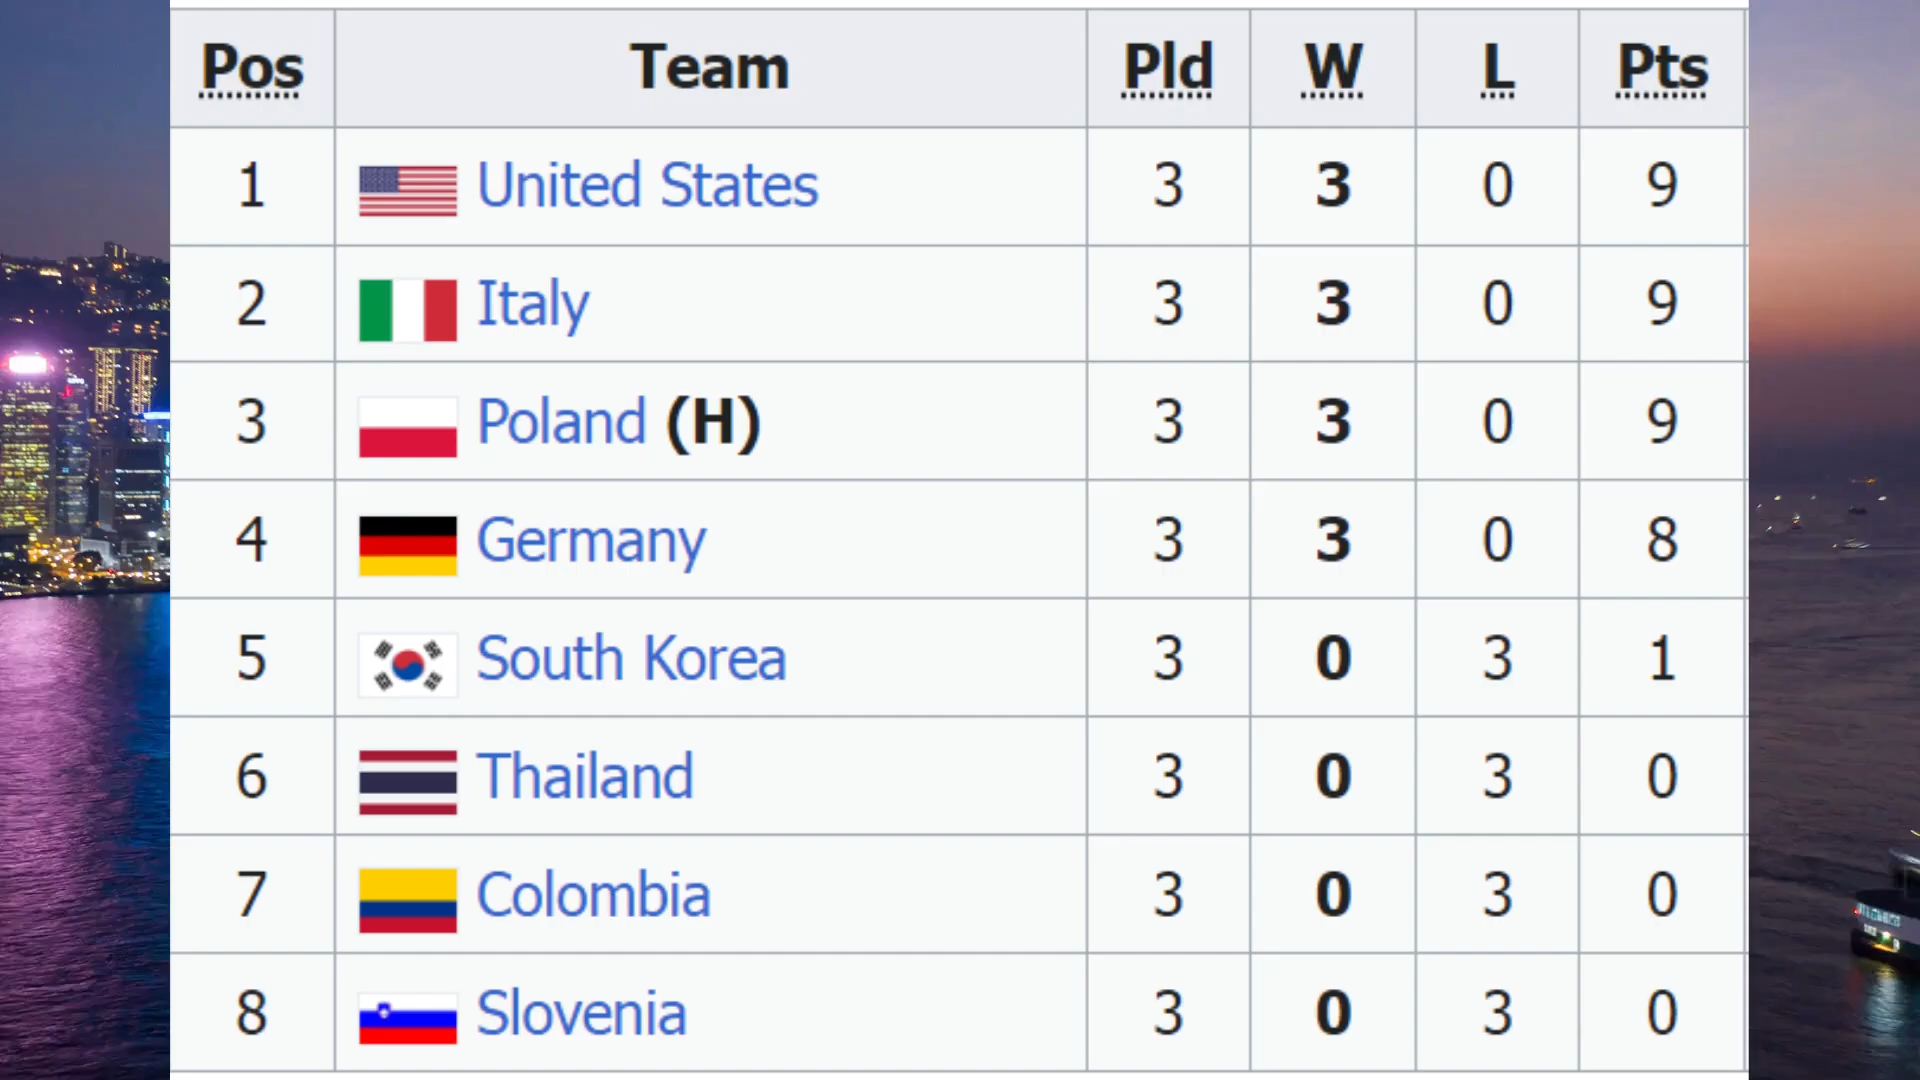 Pos Team Pld W L Pts
1 United States 3 3 0 9
2 Italy 3 3 0 9
3 Poland (H) 3 3 0 9
4 Germany 3 3 0 8
5 South Korea 3 0 3 1
6 Thailand 3 0 3 0
7 Colombia 3 0 3 0
8 Slovenia 3 0 3 0